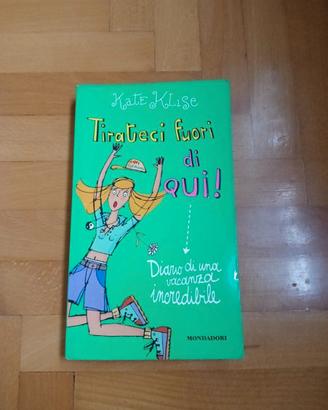 Kate Klise
Tirateci fuori
di
qui!
Diario di una
vacanza
incredibile
MONDADORI